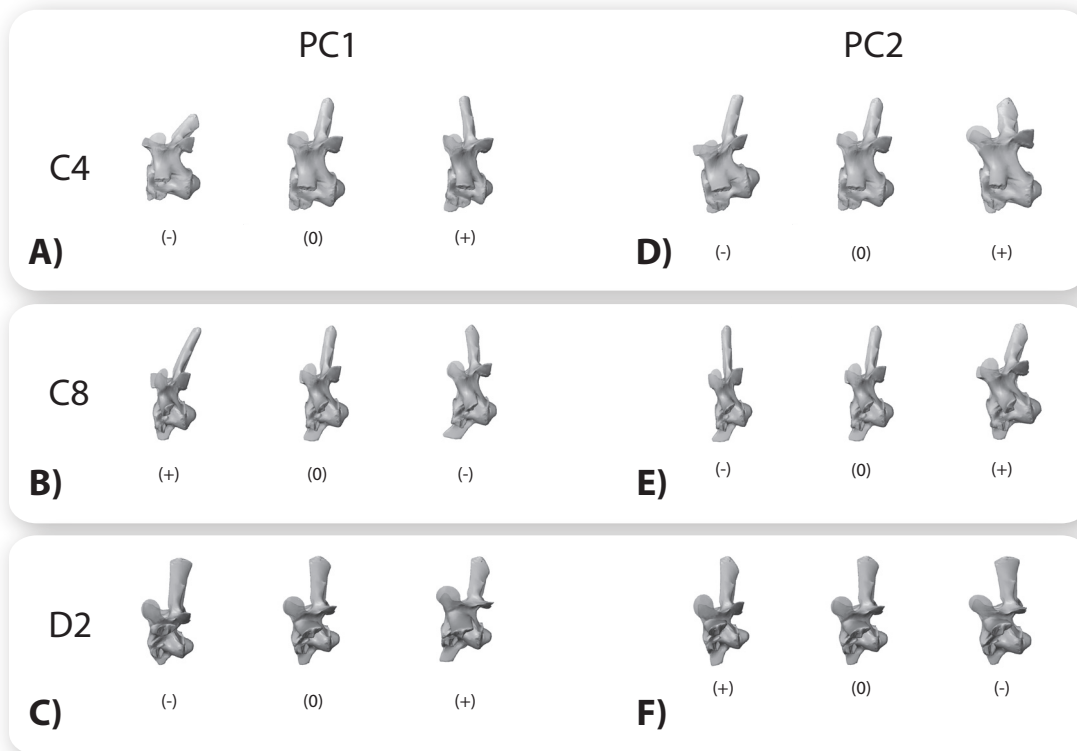 PC1 PC2
C4
(-) (0) (+) (-) (0) (+)
A) D)
C8
(+) (0) (-) (-) (0) (+)
B) E)
D2
(-) (0) (+) (+) (0) (-)
C) F)